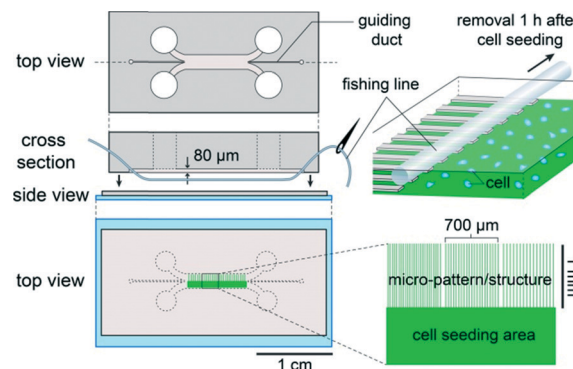 guiding
duct
top view
removal 1 h after
cell seeding
fishing line
cross
section
80 µm
side view
cell
top view
700 µm
micro-pattern/structure
cell seeding area
1 cm